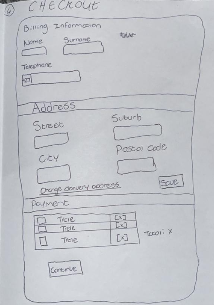 CHECKOUT
Billing Information
Name Surname
Telephone
Address
Street Suburb
City Postal Code
Change delivery address
Save
Payment
Title [x]
Title [x]
Title [x]
Total: x
Continue